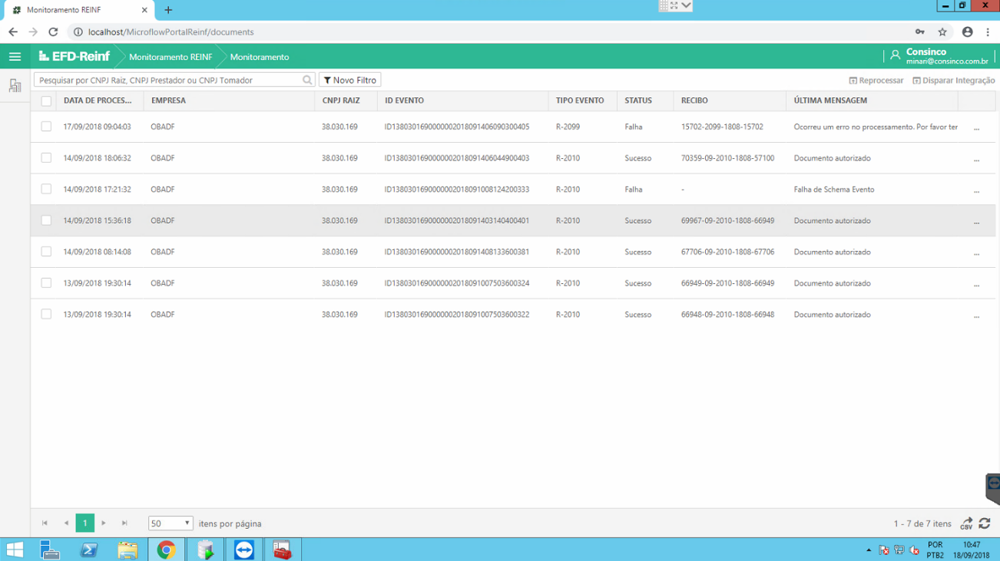 Monitoramento REINF
localhost/MicroflowPortalReinf/documents
EFD-Reinf Monitoramento REINF Monitoramento
Consinco
minari@consinco.com.br
Pesquisar por CNPJ Raiz, CNPJ Prestador ou CNPJ Tomador Novo Filtro Reprocessar Disparar Integração
DATA DE PROCES... EMPRESA CNPJ RAIZ ID EVENTO TIPO EVENTO STATUS RECIBO ÚLTIMA MENSAGEM
17/09/2018 09:04:03 OBADF 38.030.169 ID1380301690000002018091406090300405 R-2099 Falha 15702-2099-1808-15702 Ocorreu um erro no processamento. Por favor ter ...
14/09/2018 18:06:32 OBADF 38.030.169 ID1380301690000002018091406044900403 R-2010 Sucesso 70359-09-2010-1808-57100 Documento autorizado ...
14/09/2018 17:21:32 OBADF 38.030.169 ID1380301690000002018091008124200333 R-2010 Falha - Falha de Schema Evento ...
14/09/2018 15:36:18 OBADF 38.030.169 ID1380301690000002018091403140400401 R-2010 Sucesso 69967-09-2010-1808-66949 Documento autorizado ...
14/09/2018 08:14:08 OBADF 38.030.169 ID1380301690000002018091408133600381 R-2010 Sucesso 67706-09-2010-1808-67706 Documento autorizado ...
13/09/2018 19:30:14 OBADF 38.030.169 ID1380301690000002018091007503600324 R-2010 Sucesso 66949-09-2010-1808-66949 Documento autorizado ...
13/09/2018 19:30:14 OBADF 38.030.169 ID1380301690000002018091007503600322 R-2010 Sucesso 66948-09-2010-1808-66948 Documento autorizado ...
1 50 itens por página 1 - 7 de 7 itens CSV
POR 10:47
PTB2 18/09/2018